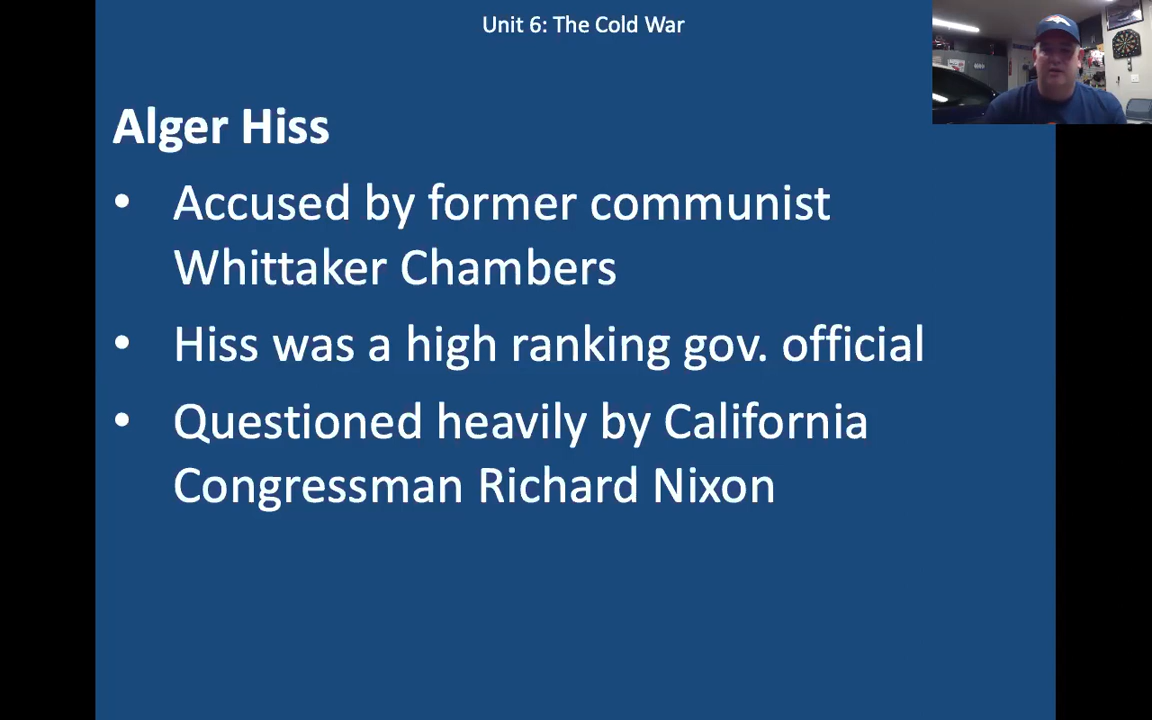 Unit 6: The Cold War
Alger Hiss
• Accused by former communist
Whittaker Chambers
• Hiss was a high ranking gov. official
• Questioned heavily by California
Congressman Richard Nixon